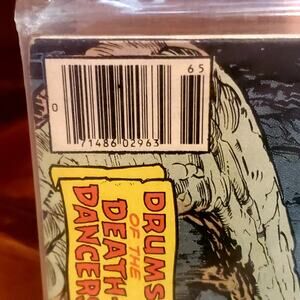 65
0 71486 02963
DRUMS
OF THE
DEATH-
DANCERS